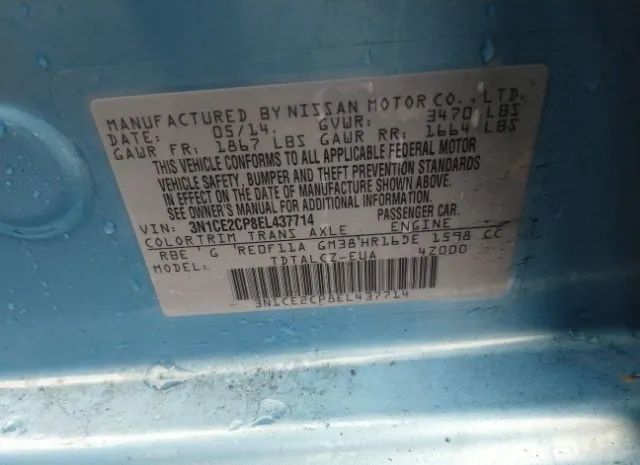 MANUFACTURED BY NISSAN MOTOR CO., LTD.
DATE: 05/14. GVWR: 3470 LBS
GAWR FR: 1867 LBS GAWR RR: 1664 LBS
THIS VEHICLE CONFORMS TO ALL APPLICABLE FEDERAL MOTOR
VEHICLE SAFETY, BUMPER AND THEFT PREVENTION STANDARDS
IN EFFECT ON THE DATE OF MANUFACTURE SHOWN ABOVE.
SEE OWNER'S MANUAL FOR ADDITIONAL INFORMATION.
VIN: 3N1CE2CP8EL437714 PASSENGER CAR.
COLOR TRIM TRANS AXLE ENGINE
RBE G RE0F11A GM38 HR16DE 1598 CC
MODEL: TDTALCZ-EUA 4Z000
3N1CE2CP8EL437714